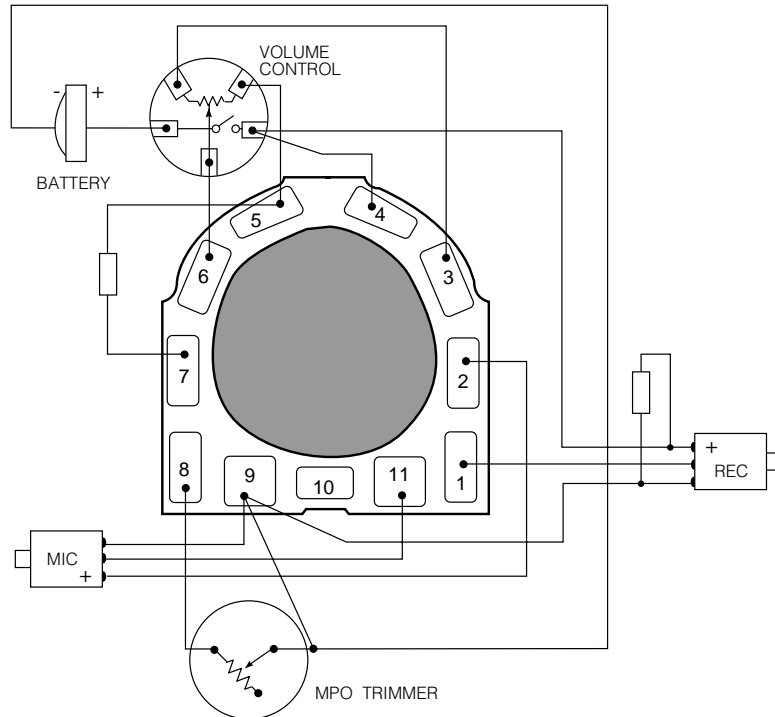 VOLUME
CONTROL
- +
BATTERY
5
4
6
3
7
2
8
9
10
11
1
+
REC
MIC
+
MPO TRIMMER